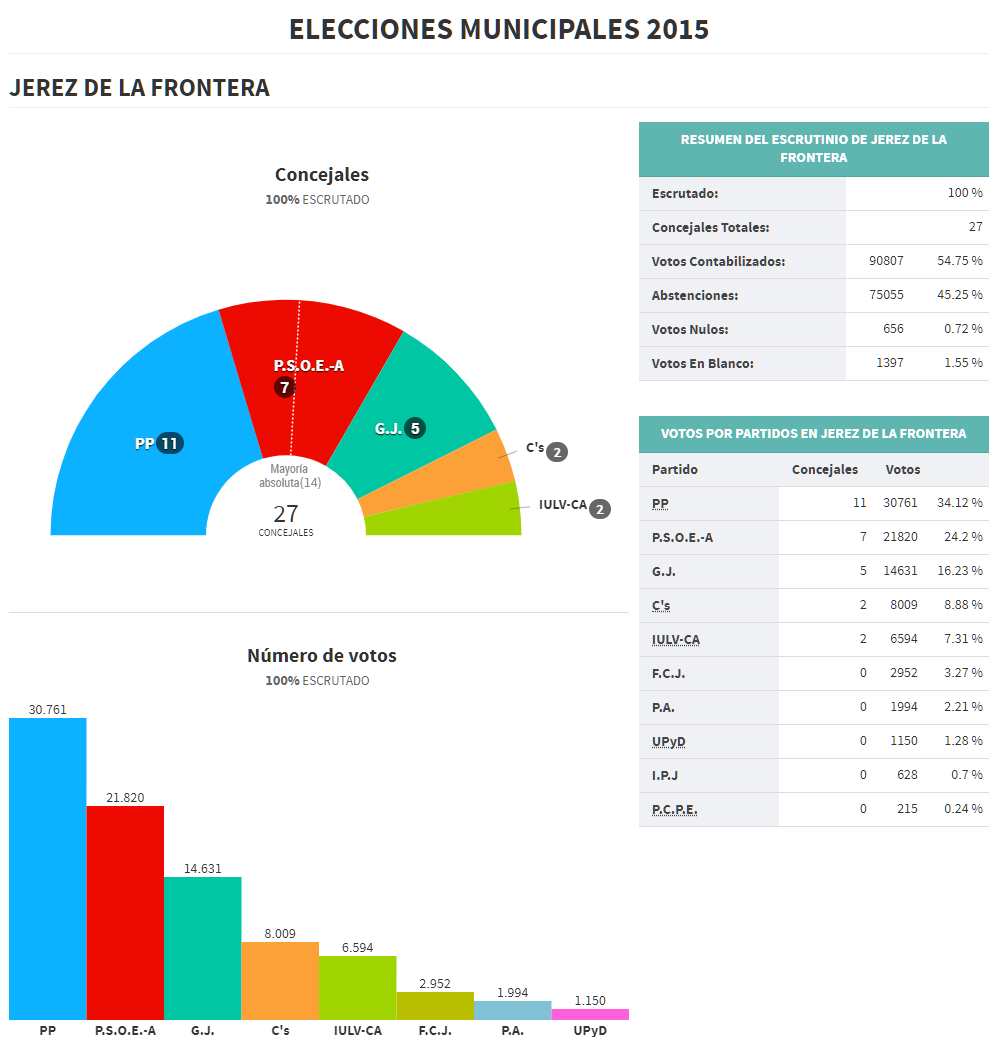 ELECCIONES MUNICIPALES 2015
JEREZ DE LA FRONTERA
Concejales
100% ESCRUTADO
PP 11
P.S.O.E.-A
7
G.J. 5
C's 2
IULV-CA 2
Mayoría
absoluta(14)
27
CONCEJALES
Número de votos
100% ESCRUTADO
30.761
21.820
14.631
8.009
6.594
2.952
1.994
1.150
PP P.S.O.E.-A G.J. C's IULV-CA F.C.J. P.A. UPyD
RESUMEN DEL ESCRUTINIO DE JEREZ DE LA
FRONTERA
Escrutado: 100 %
Concejales Totales: 27
Votos Contabilizados: 90807 54.75 %
Abstenciones: 75055 45.25 %
Votos Nulos: 656 0.72 %
Votos En Blanco: 1397 1.55 %
VOTOS POR PARTIDOS EN JEREZ DE LA FRONTERA
Partido Concejales Votos
PP 11 30761 34.12 %
P.S.O.E.-A 7 21820 24.2 %
G.J. 5 14631 16.23 %
C's 2 8009 8.88 %
IULV-CA 2 6594 7.31 %
F.C.J. 0 2952 3.27 %
P.A. 0 1994 2.21 %
UPyD 0 1150 1.28 %
I.P.J 0 628 0.7 %
P.C.P.E. 0 215 0.24 %